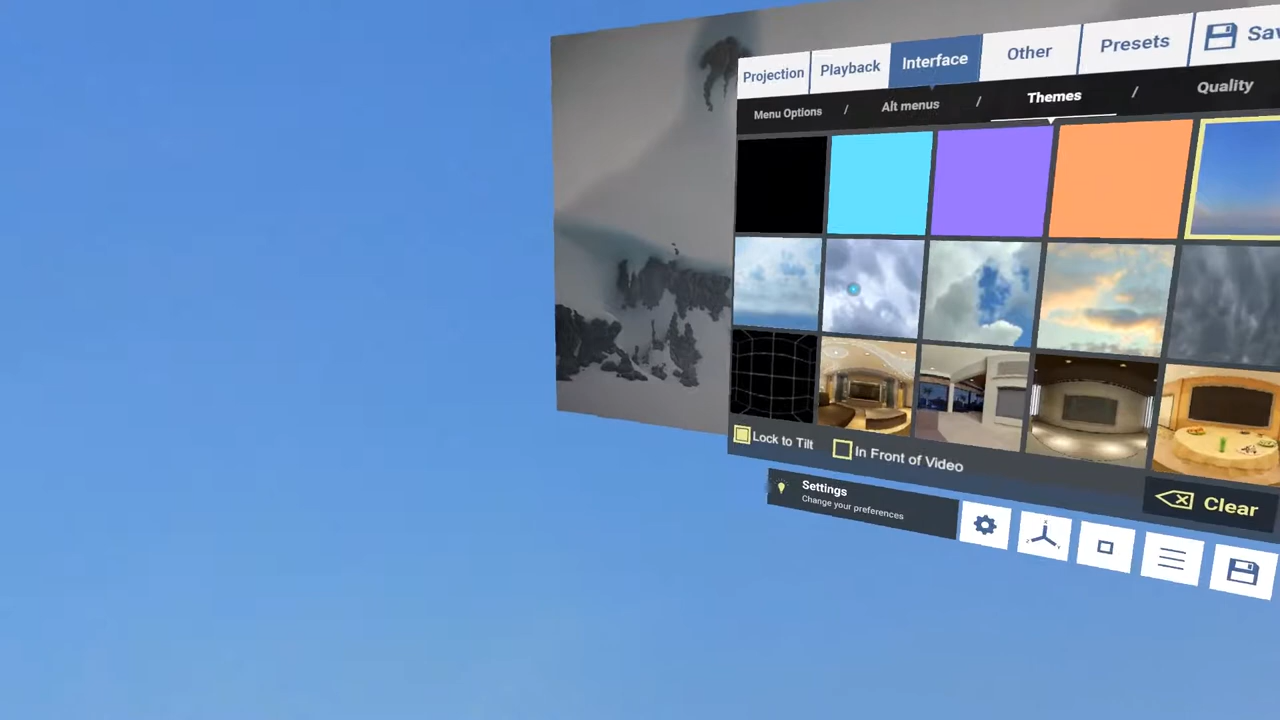 Projection Playback Interface Other Presets
Menu Options / Alt menus / Themes / Quality
Lock to Tilt In Front of Video
Settings
Change your preferences
Clear